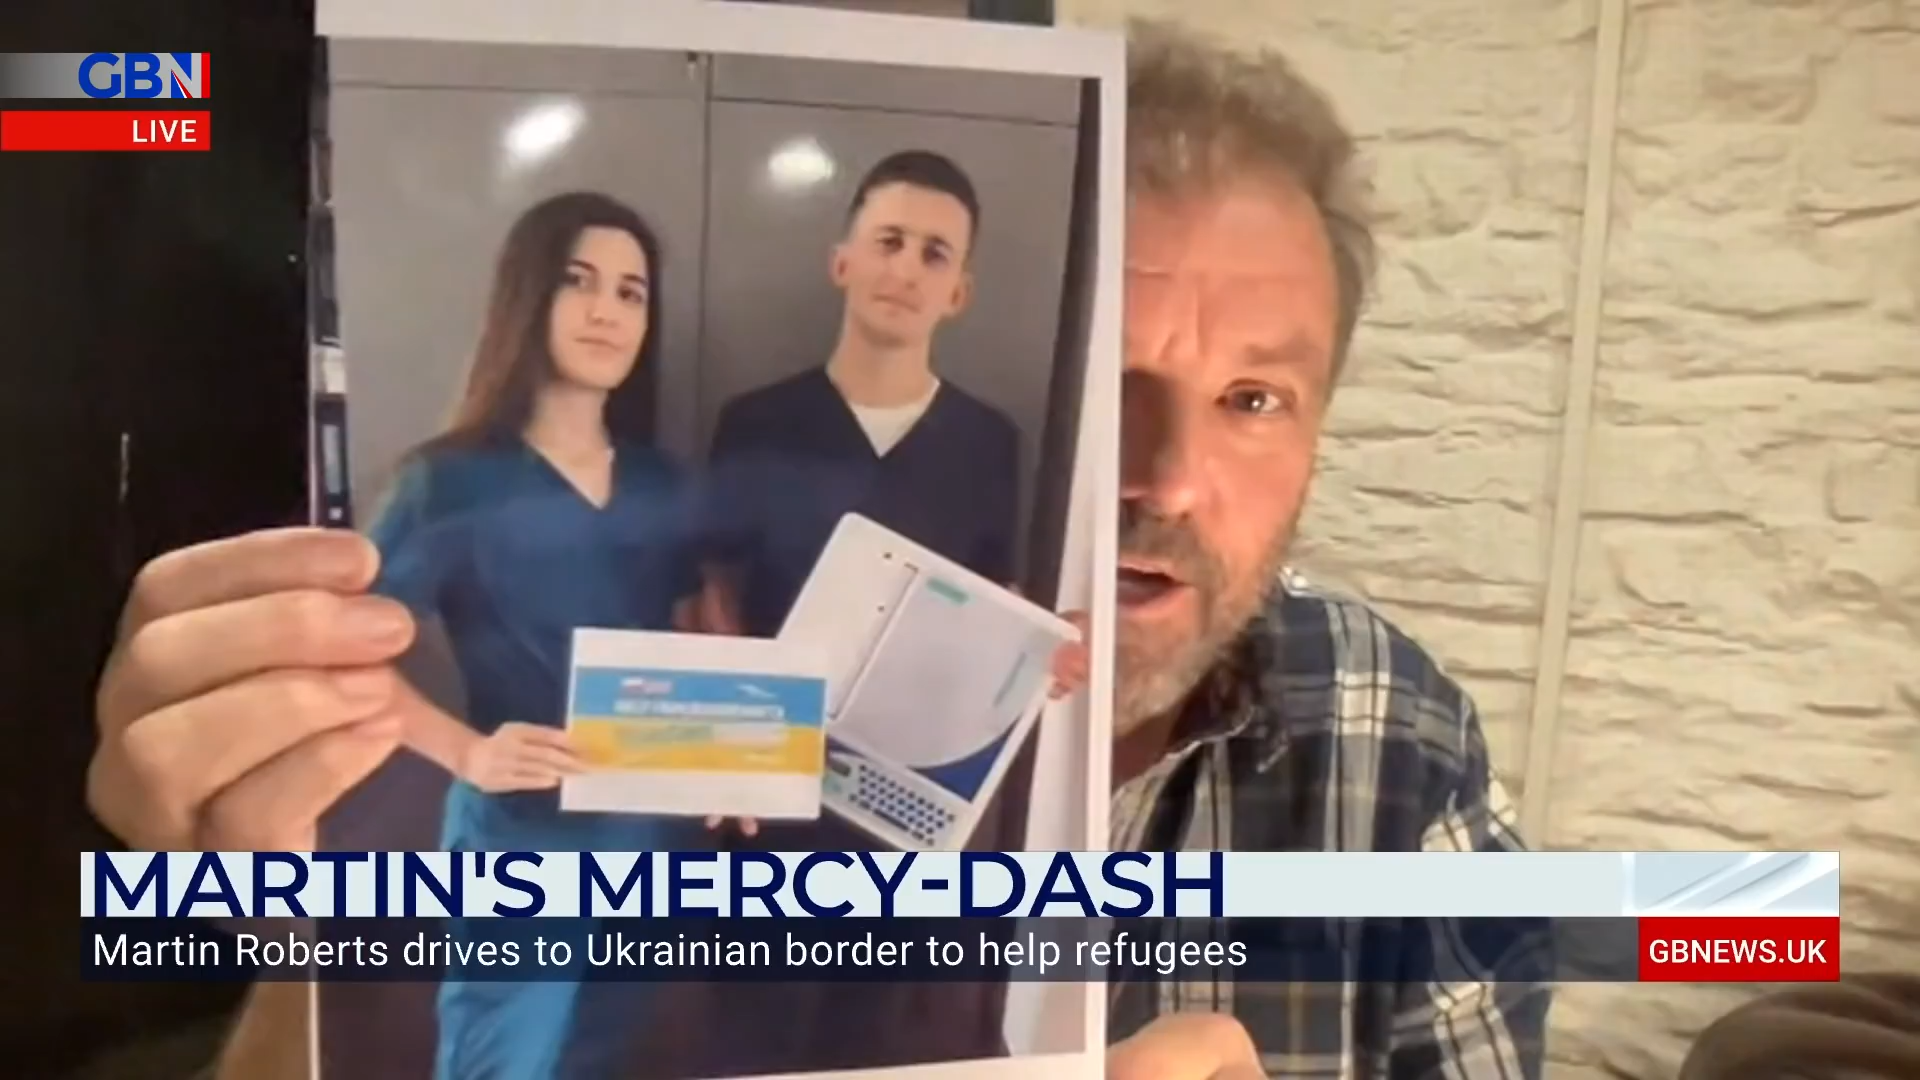 GBN
LIVE
MARTIN'S MERCY-DASH
Martin Roberts drives to Ukrainian border to help refugees
GBNEWS.UK